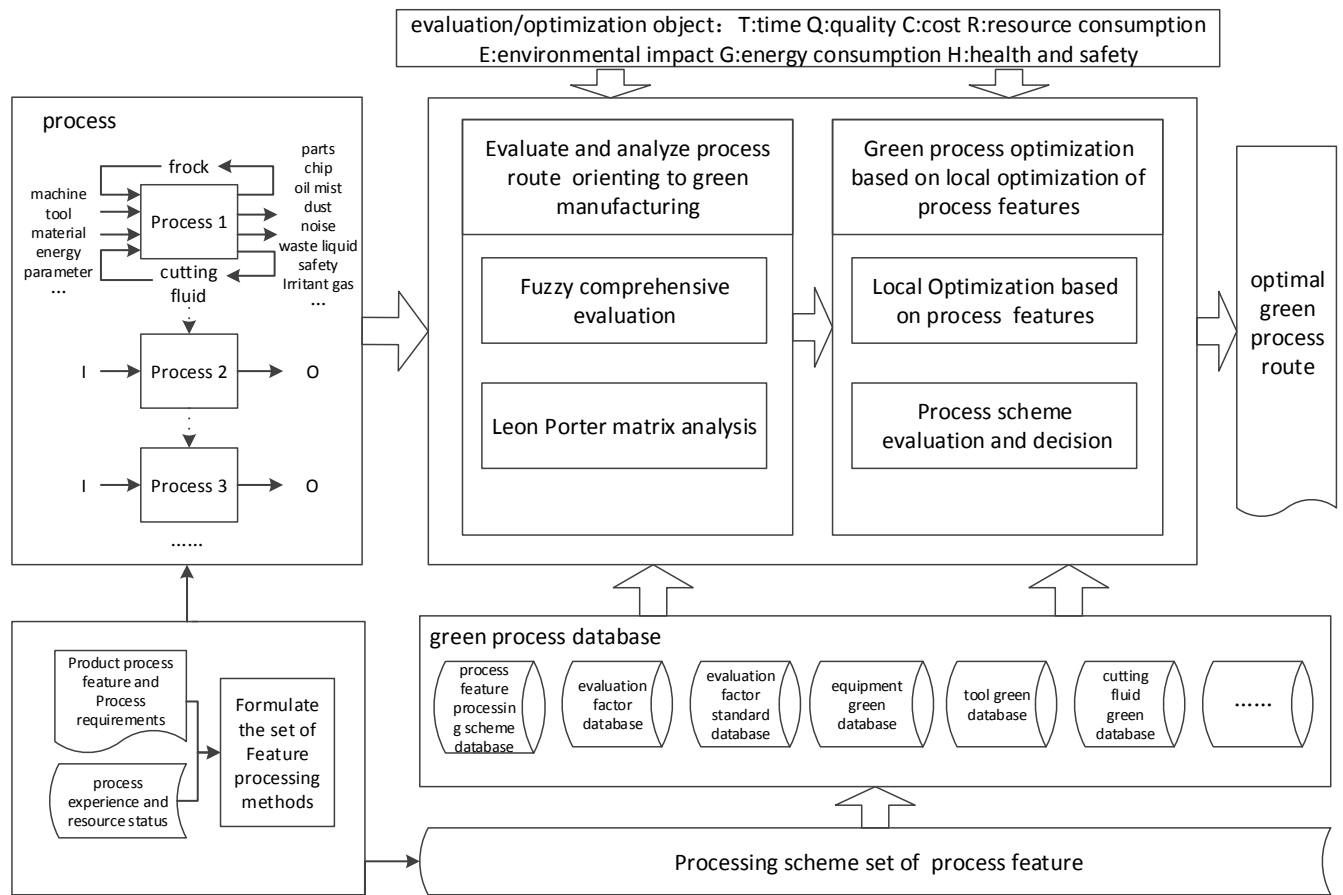 evaluation/optimization object：T:time Q:quality C:cost R:resource consumption
E:environmental impact G:energy consumption H:health and safety
process
frock
machine
tool
material
energy
parameter
...
Process 1
parts
chip
oil mist
dust
noise
waste liquid
safety
Irritant gas
...
cutting
fluid
I
Process 2
O
I
Process 3
O
......
Evaluate and analyze process
route orienting to green
manufacturing
Fuzzy comprehensive
evaluation
Leon Porter matrix analysis
Green process optimization
based on local optimization of
process features
Local Optimization based
on process features
Process scheme
evaluation and decision
optimal
green
process
route
Product process
feature and
Process
requirements
process
experience and
resource status
Formulate
the set of
Feature
processing
methods
green process database
process
feature
processin
g scheme
database
evaluation
factor
database
evaluation
factor
standard
database
equipment
green
database
tool green
database
cutting
fluid
green
database
......
Processing scheme set of process feature